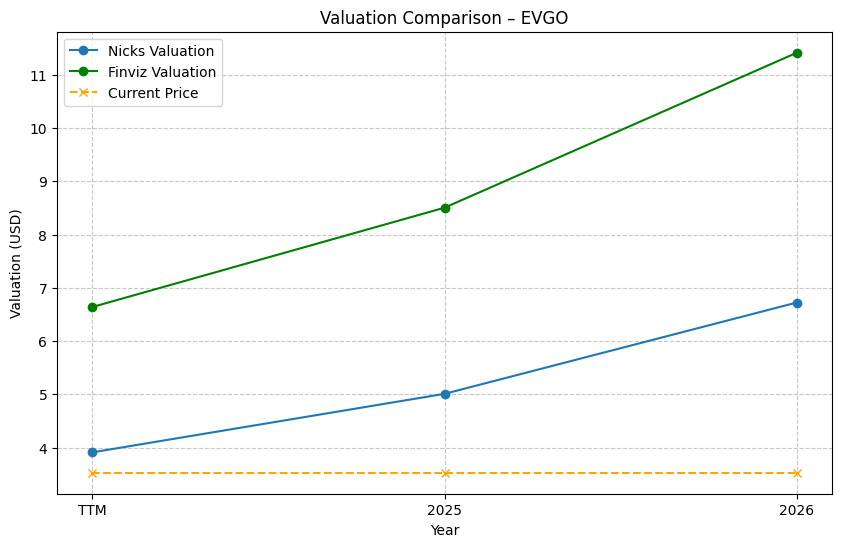 Valuation Comparison – EVGO
Nicks Valuation
Finviz Valuation
Current Price
Valuation (USD)
11
10
9
8
7
6
5
4
TTM
2025
2026
Year